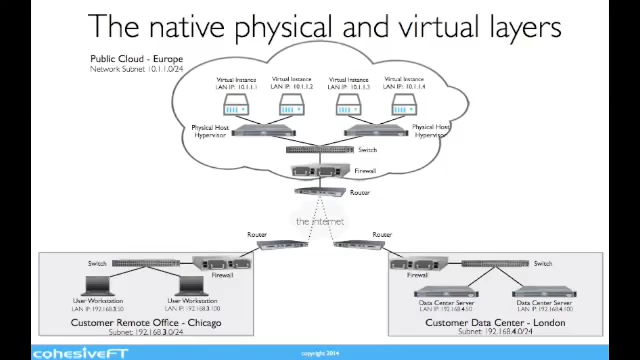 The native physical and virtual layers
Public Cloud - Europe
Network Subnet 10.1.1.0/24
Virtual Instance
LAN IP: 10.1.1.1
Virtual Instance
LAN IP: 10.1.1.2
Virtual Instance
LAN IP: 10.1.1.3
Virtual Instance
LAN IP: 10.1.1.4
Physical Host
Hypervisor
Physical Host
Hypervisor
Switch
Firewall
Router
the internet
Router
Router
Switch
Firewall
User Workstation
LAN IP: 192.168.3.50
User Workstation
LAN IP: 192.168.3.100
Customer Remote Office - Chicago
Subnet: 192.168.3.0/24
Firewall
Switch
Data Center Server
LAN IP: 192.168.4.50
Data Center Server
LAN IP: 192.168.4.100
Customer Data Center - London
Subnet: 192.168.4.0/24
cohesiveFT
copyright 2014